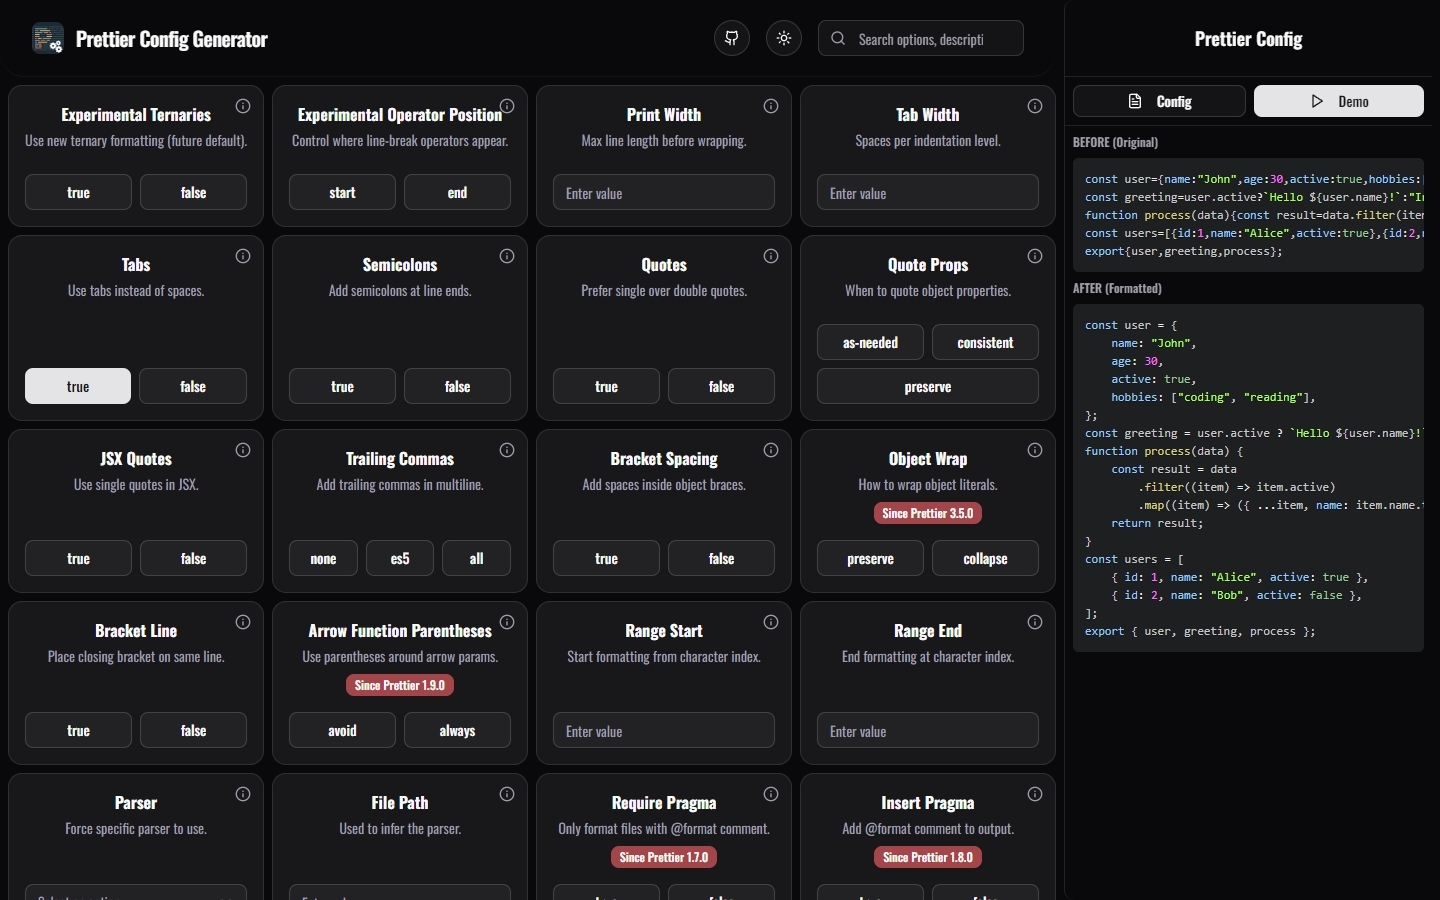 Prettier Config Generator
Search options, descripti
Experimental Ternaries
Use new ternary formatting (future default).
true
false
Experimental Operator Position
Control where line-break operators appear.
start
end
Print Width
Max line length before wrapping.
Enter value
Tab Width
Spaces per indentation level.
Enter value
Tabs
Use tabs instead of spaces.
true
false
Semicolons
Add semicolons at line ends.
true
false
Quotes
Prefer single over double quotes.
true
false
Quote Props
When to quote object properties.
as-needed
consistent
preserve
JSX Quotes
Use single quotes in JSX.
true
false
Trailing Commas
Add trailing commas in multiline.
none
es5
all
Bracket Spacing
Add spaces inside object braces.
true
false
Object Wrap
How to wrap object literals.
Since Prettier 3.5.0
preserve
collapse
Bracket Line
Place closing bracket on same line.
true
false
Arrow Function Parentheses
Use parentheses around arrow params.
Since Prettier 1.9.0
avoid
always
Range Start
Start formatting from character index.
Enter value
Range End
End formatting at character index.
Enter value
Parser
Force specific parser to use.
File Path
Used to infer the parser.
Require Pragma
Only format files with @format comment.
Since Prettier 1.7.0
Insert Pragma
Add @format comment to output.
Since Prettier 1.8.0
Prettier Config
Config
Demo
BEFORE (Original)
const user={name:"John",age:30,active:true,hobbies:
const greeting=user.active?`Hello ${user.name}!`:"I
function process(data){const result=data.filter(item
const users=[{id:1,name:"Alice",active:true},{id:2,
export{user,greeting,process};
AFTER (Formatted)
const user = {
    name: "John",
    age: 30,
    active: true,
    hobbies: ["coding", "reading"],
};
const greeting = user.active ? `Hello ${user.name}!`
function process(data) {
    const result = data
        .filter((item) => item.active)
        .map((item) => ({ ...item, name: item.name.
    return result;
}
const users = [
    { id: 1, name: "Alice", active: true },
    { id: 2, name: "Bob", active: false },
];
export { user, greeting, process };